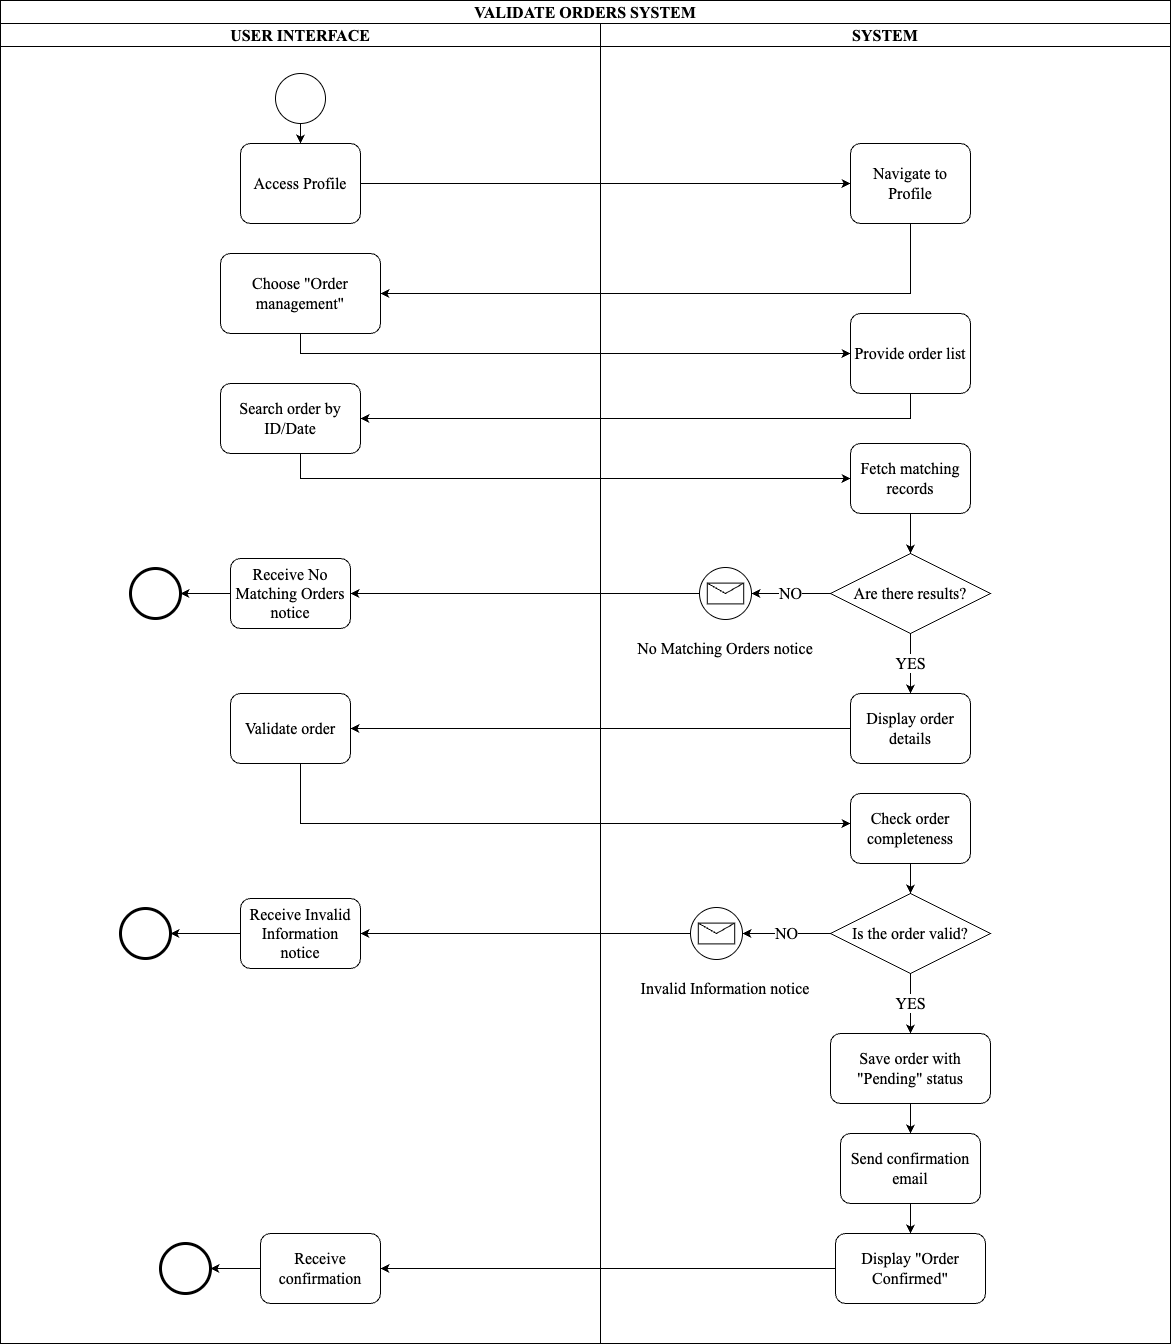 VALIDATE ORDERS SYSTEM
USER INTERFACE
SYSTEM
Access Profile
Navigate to
Profile
Choose "Order
management"
Provide order list
Search order by
ID/Date
Fetch matching
records
Receive No
Matching Orders
notice
NO
Are there results?
No Matching Orders notice
YES
Validate order
Display order
details
Check order
completeness
Receive Invalid
Information
notice
NO
Is the order valid?
Invalid Information notice
YES
Save order with
"Pending" status
Send confirmation
email
Receive
confirmation
Display "Order
Confirmed"